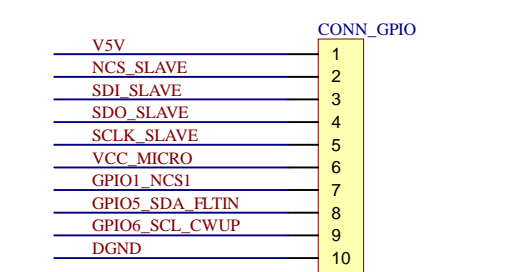 CONN_GPIO
V5V 1
NCS_SLAVE 2
SDI_SLAVE 3
SDO_SLAVE 4
SCLK_SLAVE 5
VCC_MICRO 6
GPIO1_NCS1 7
GPIO5_SDA_FLTIN 8
GPIO6_SCL_CWUP 9
DGND 10